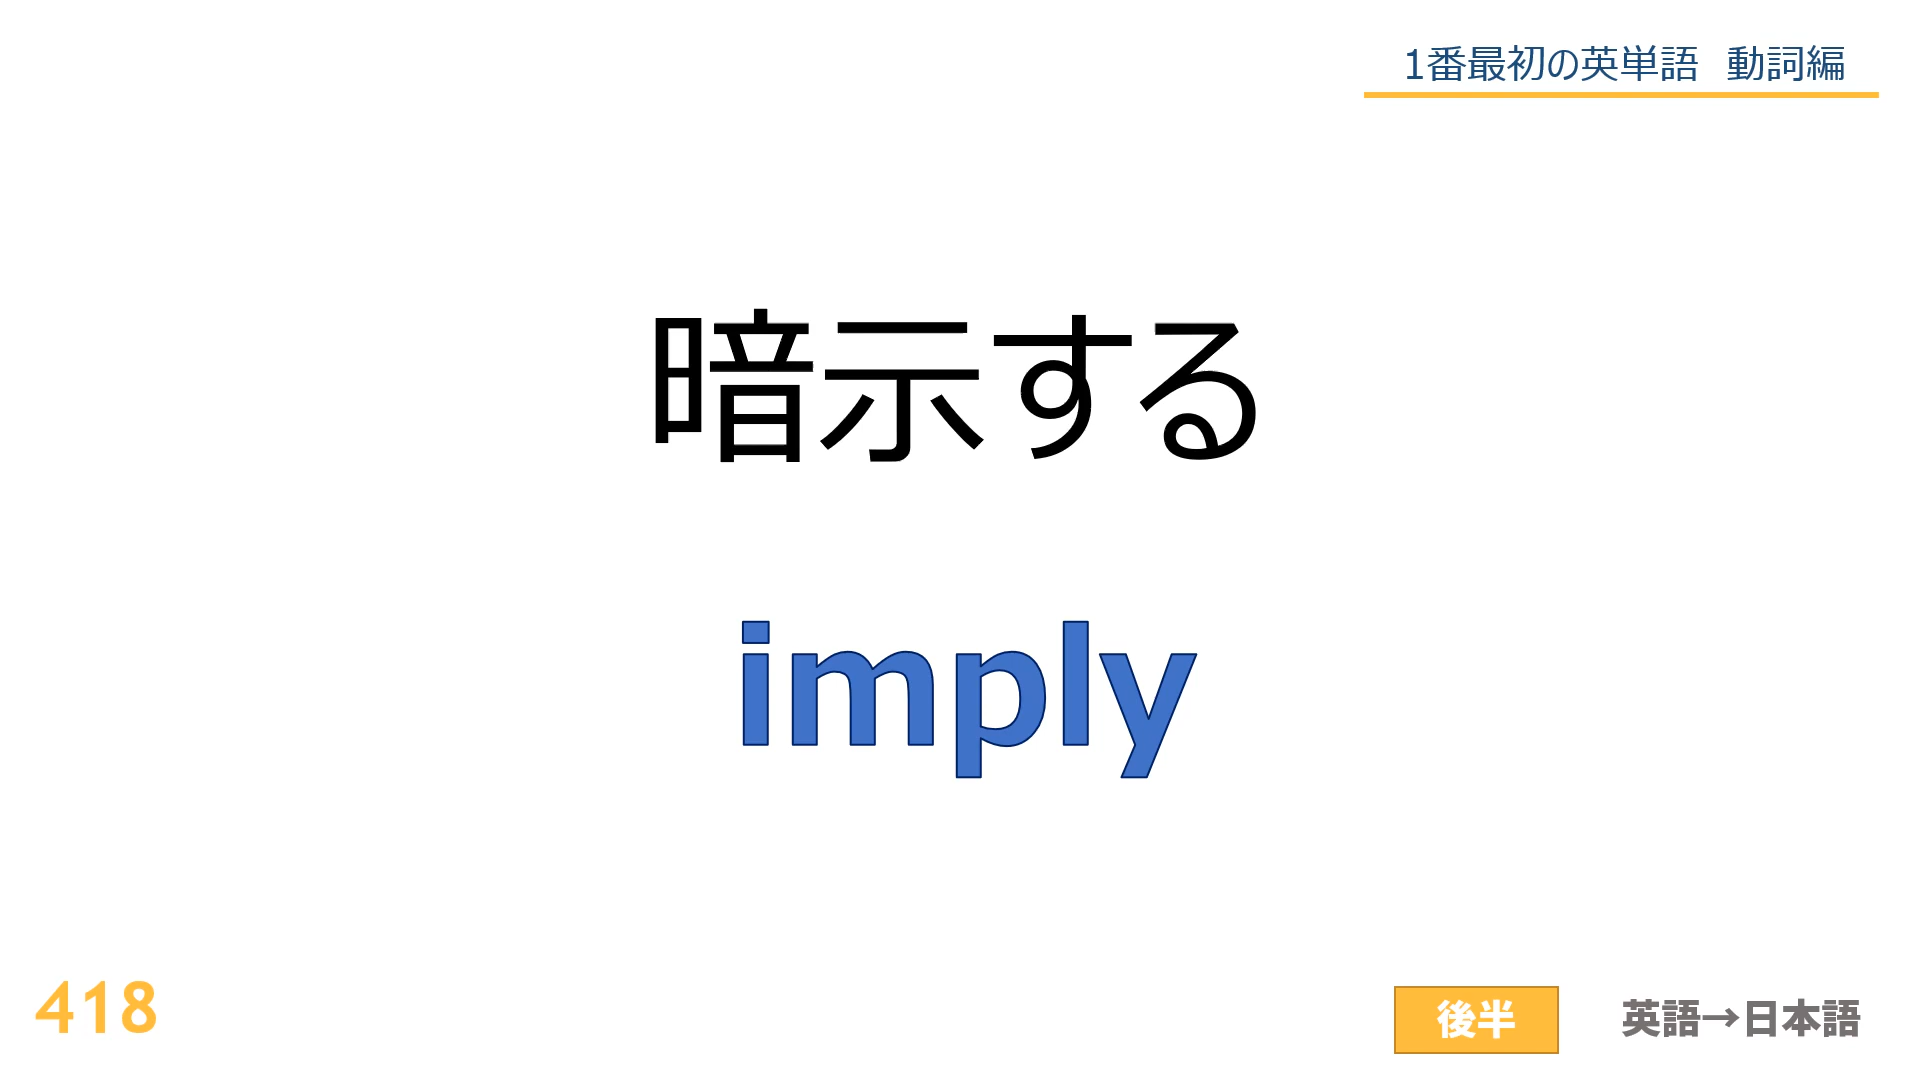 1番最初の英単語　動詞編
暗示する
imply
418
後半
英語→日本語